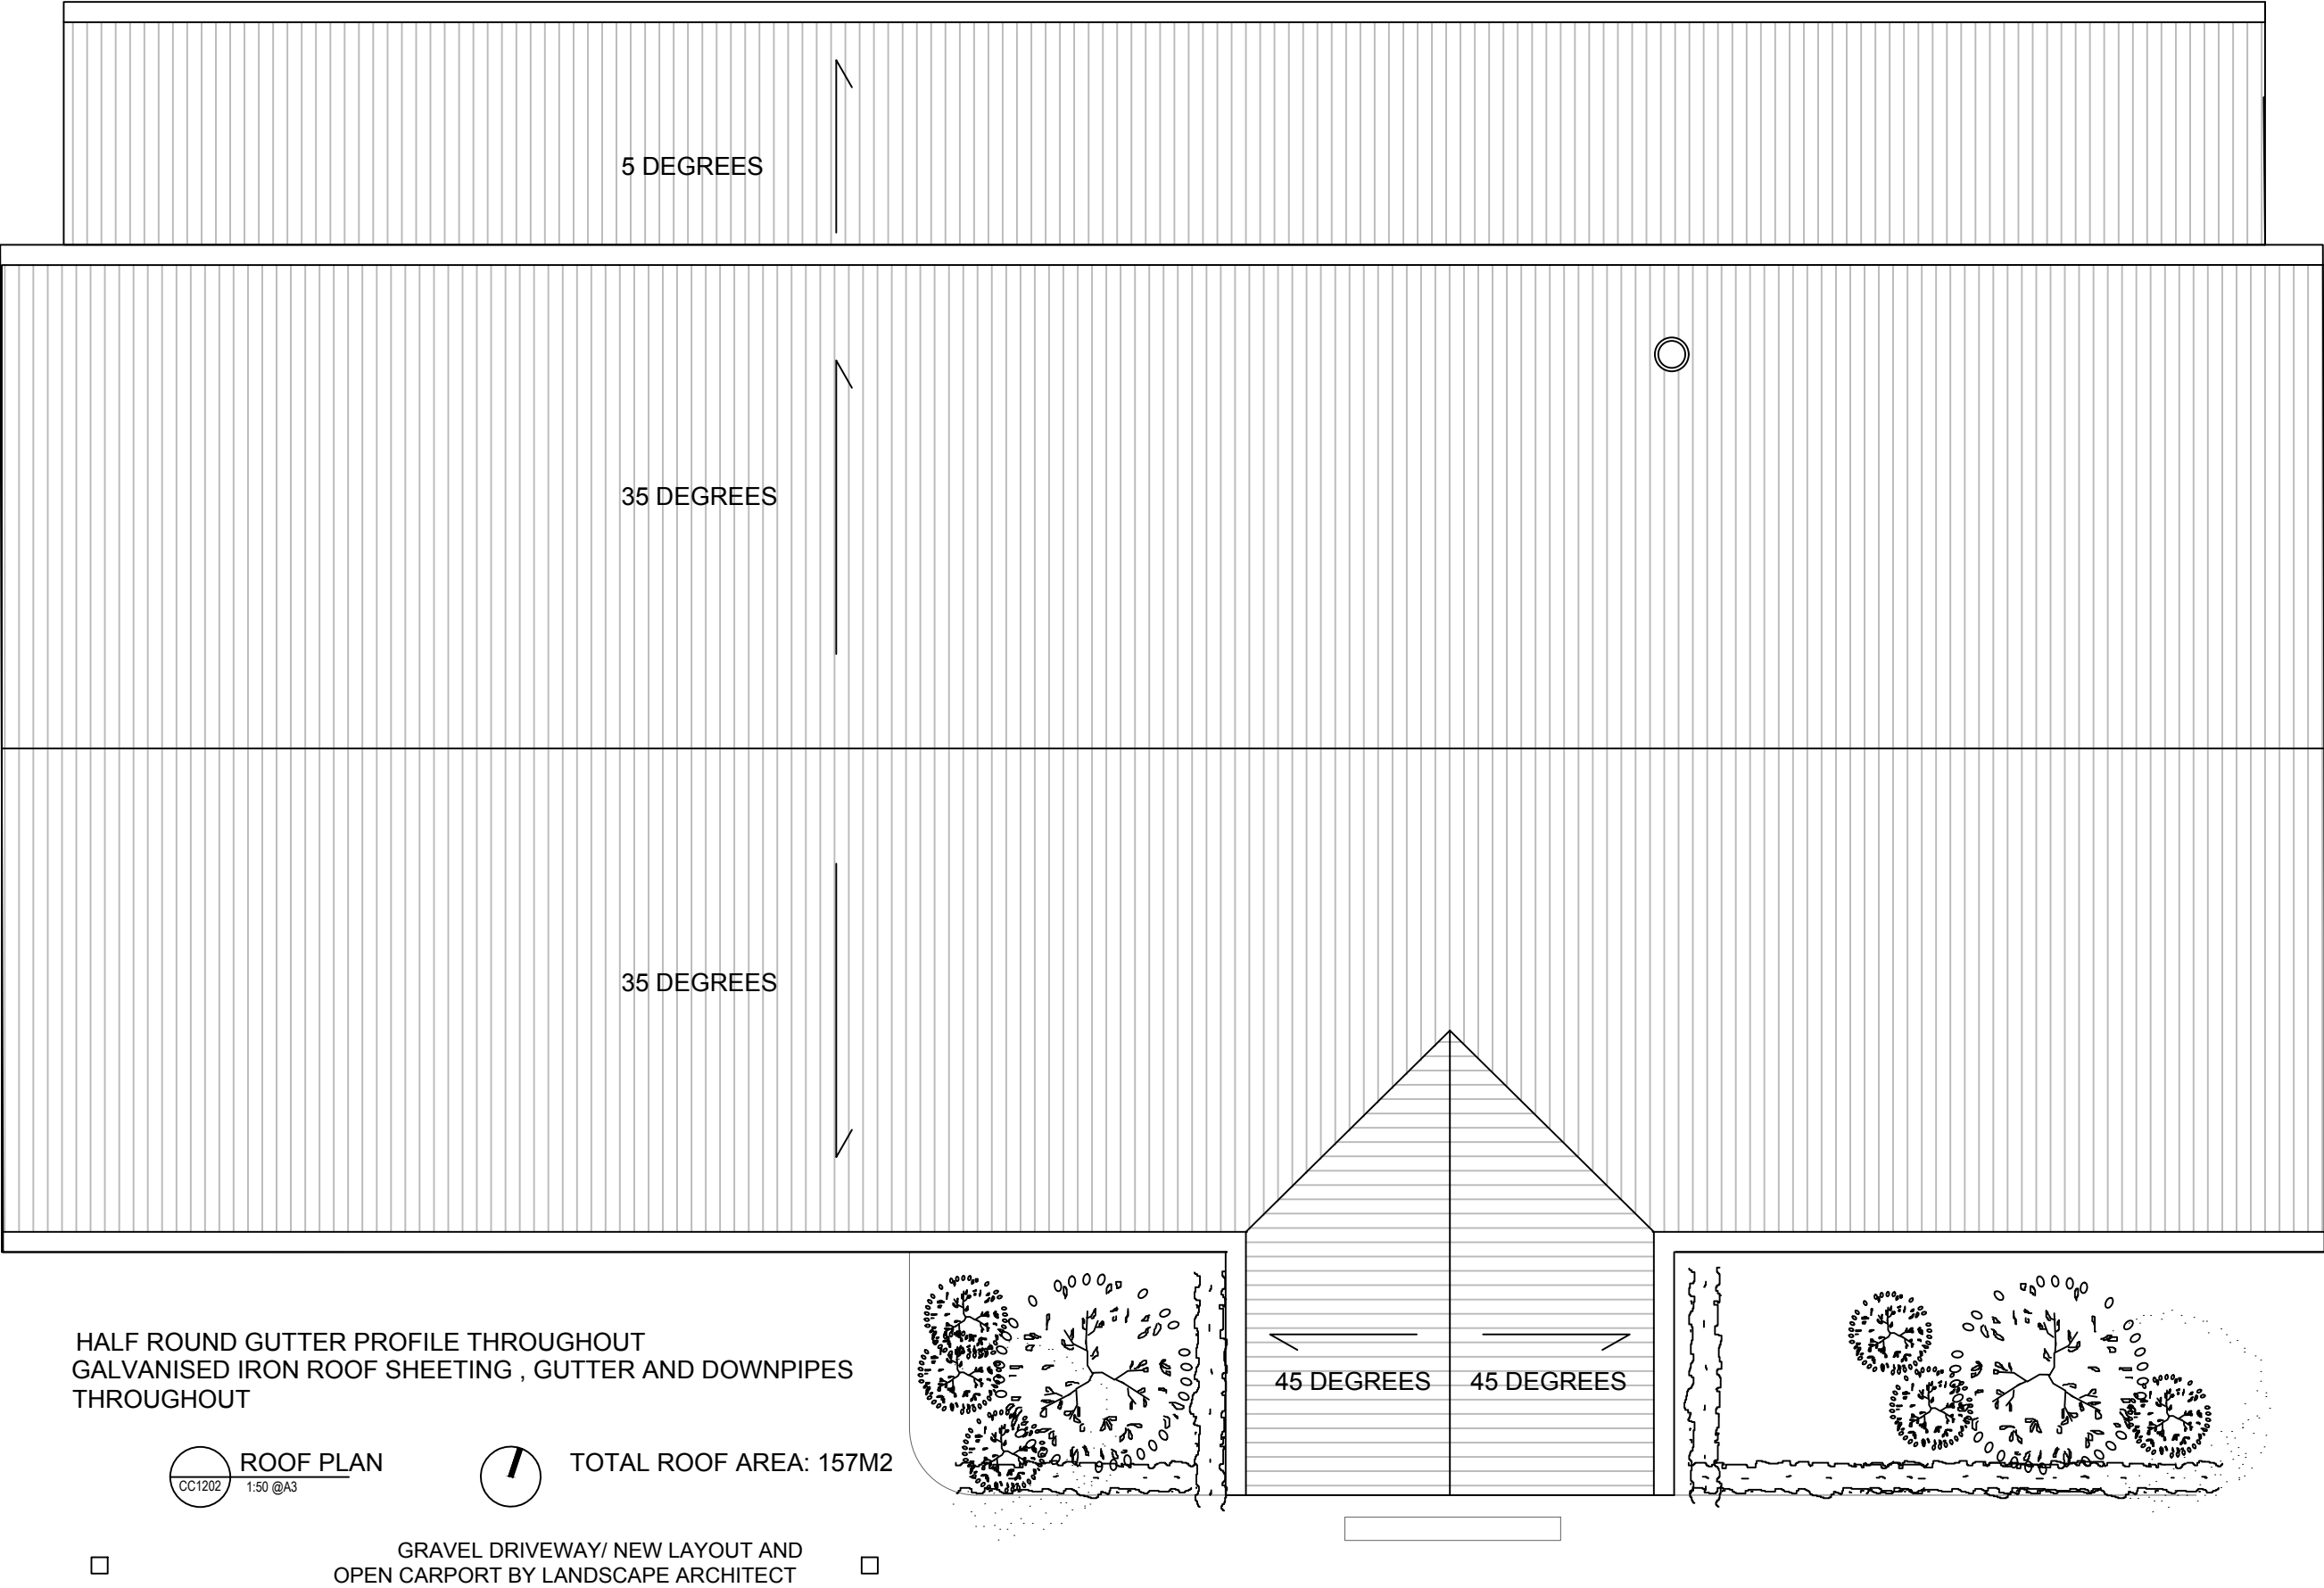 5 DEGREES
35 DEGREES
35 DEGREES
45 DEGREES 45 DEGREES
HALF ROUND GUTTER PROFILE THROUGHOUT
GALVANISED IRON ROOF SHEETING , GUTTER AND DOWNPIPES
THROUGHOUT
ROOF PLAN
CC1202 1:50 @A3
TOTAL ROOF AREA: 157M2
GRAVEL DRIVEWAY/ NEW LAYOUT AND
OPEN CARPORT BY LANDSCAPE ARCHITECT